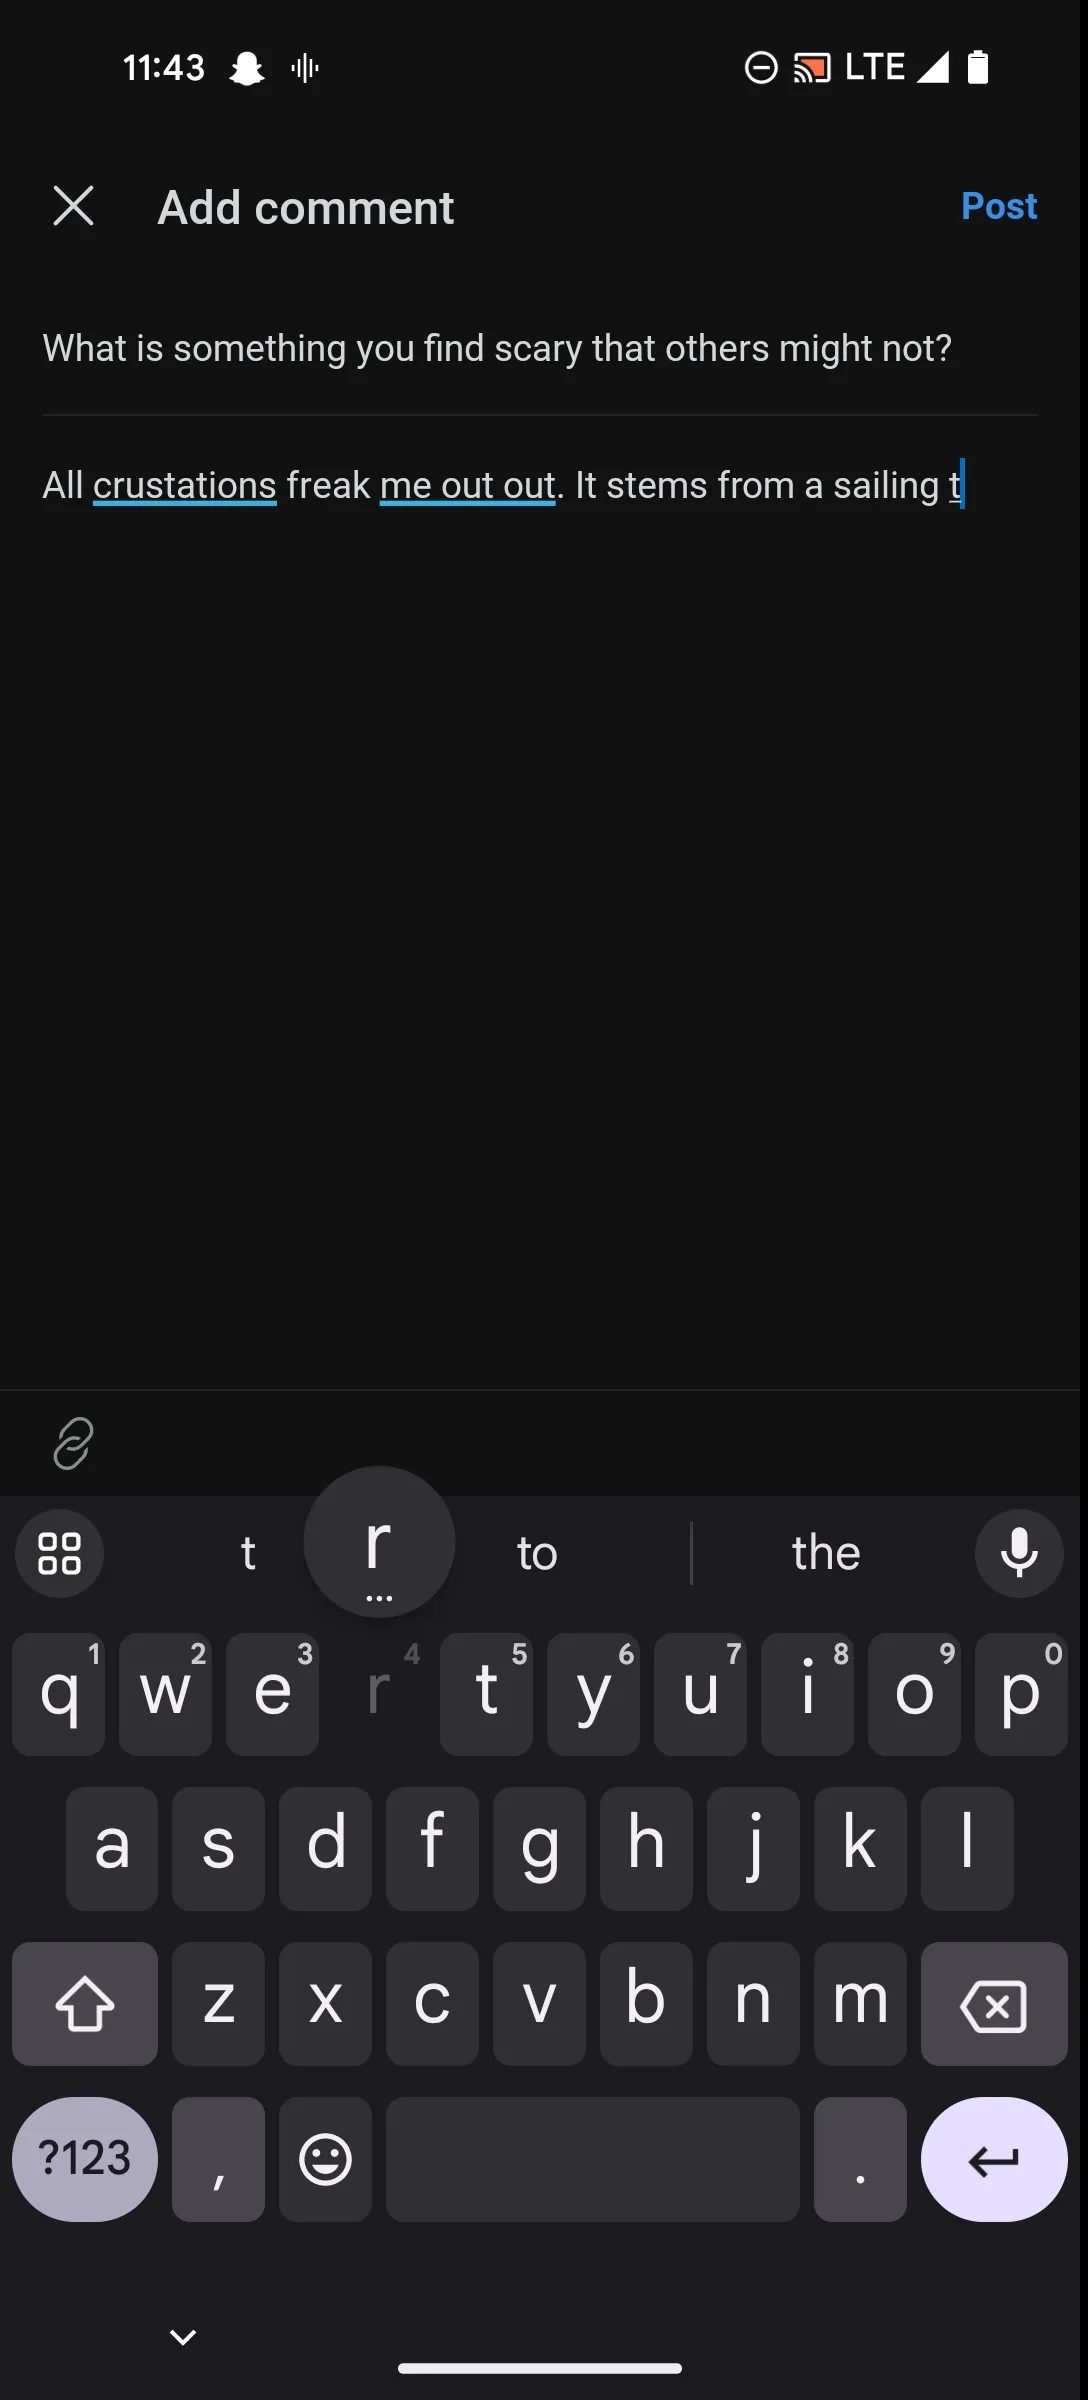 11:43 LTE
Add comment Post
What is something you find scary that others might not?
All crustations freak me out out. It stems from a sailing t
t r to the
...
1 2 3 4 5 6 7 8 9 0
q w e r t y u i o p
a s d f g h j k l
z x c v b n m
?123 , .